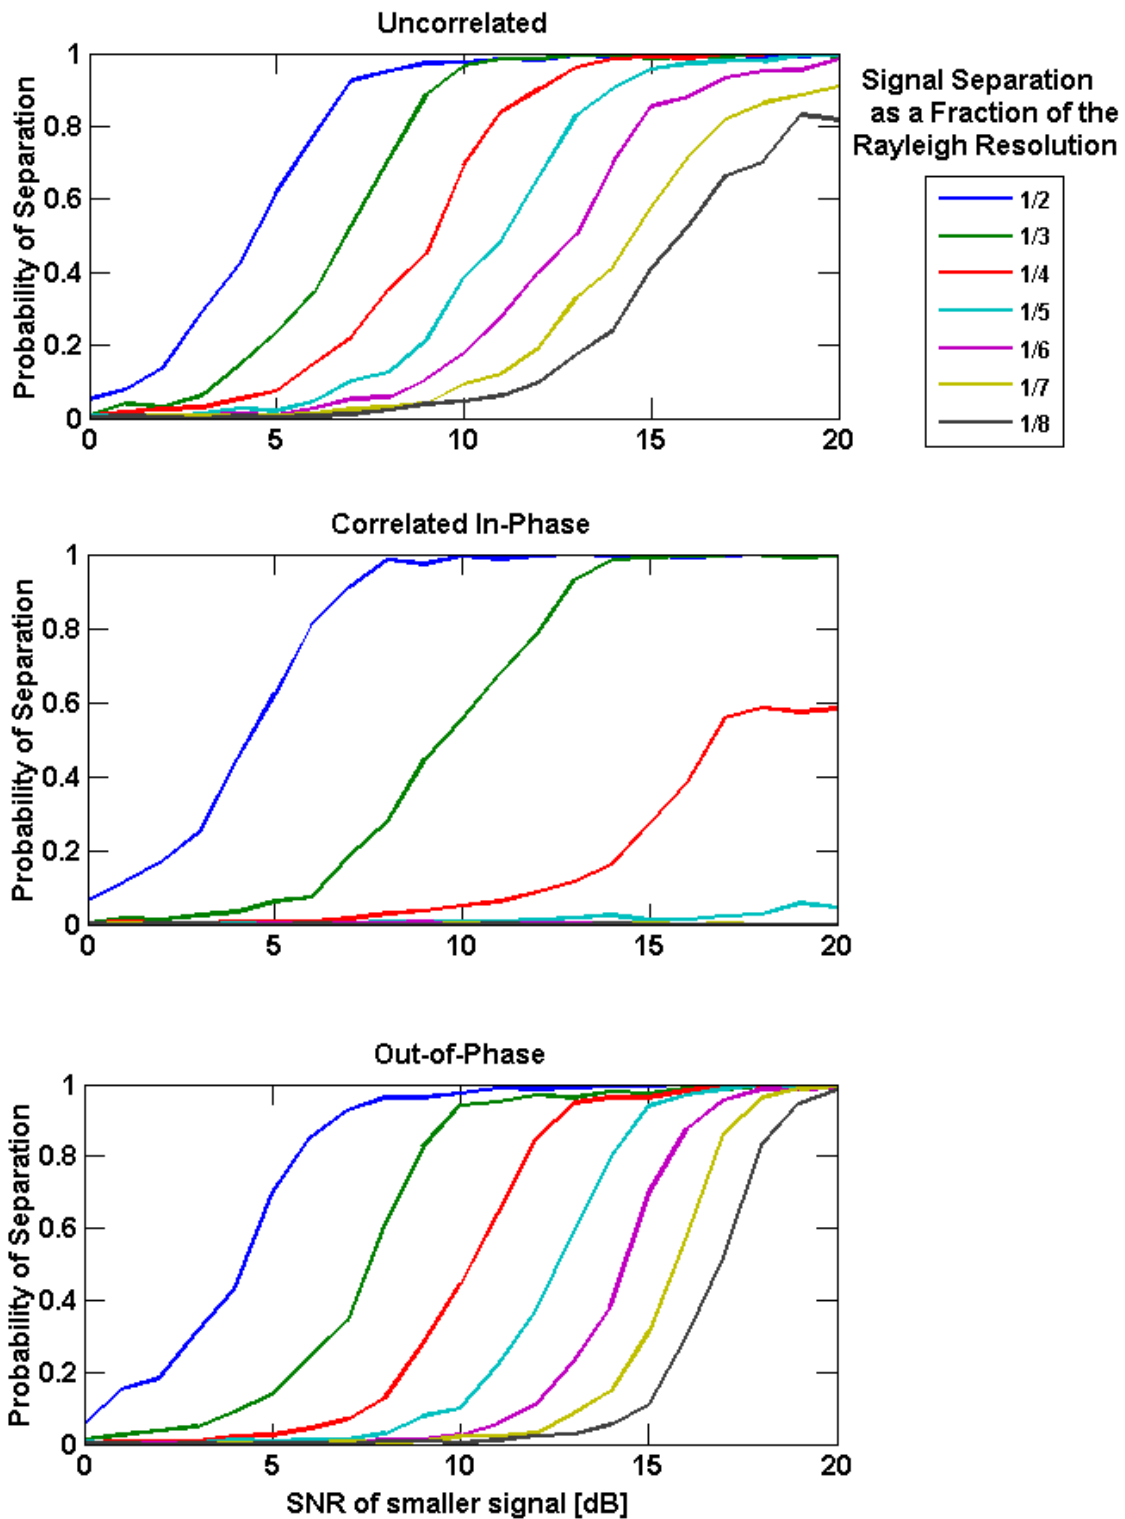 Uncorrelated
Probability of Separation
1
0.8
0.6
0.4
0.2
0
0 5 10 15 20
Signal Separation
as a Fraction of the
Rayleigh Resolution
1/2
1/3
1/4
1/5
1/6
1/7
1/8
Correlated In-Phase
Probability of Separation
1
0.8
0.6
0.4
0.2
0
0 5 10 15 20
Out-of-Phase
Probability of Separation
1
0.8
0.6
0.4
0.2
0
0 5 10 15 20
SNR of smaller signal [dB]